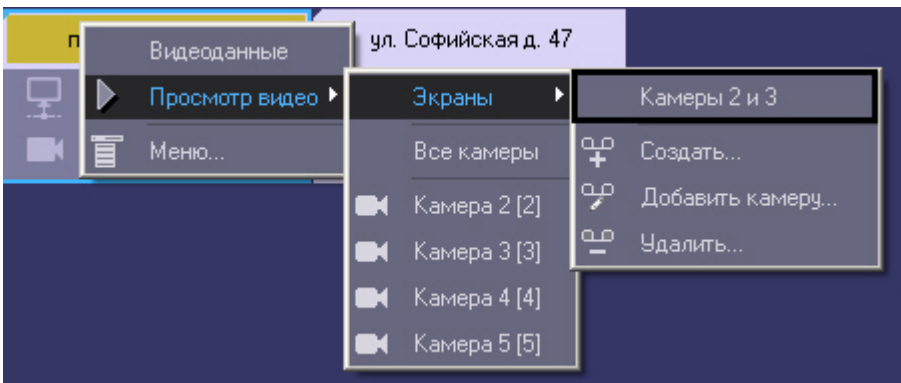 п
ул. Софийская д. 47
Видеоданные
Просмотр видео
Меню...
Экраны
Все камеры
Камера 2 [2]
Камера 3 [3]
Камера 4 [4]
Камера 5 [5]
Камеры 2 и 3
Создать...
Добавить камеру...
Удалить...